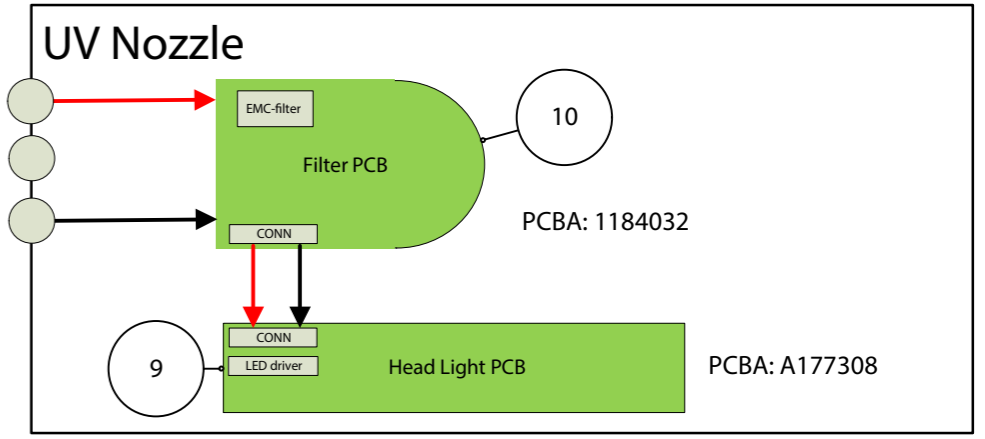 UV Nozzle
EMC-filter
10
Filter PCB
PCBA: 1184032
CONN
CONN
9
LED driver
Head Light PCB
PCBA: A177308